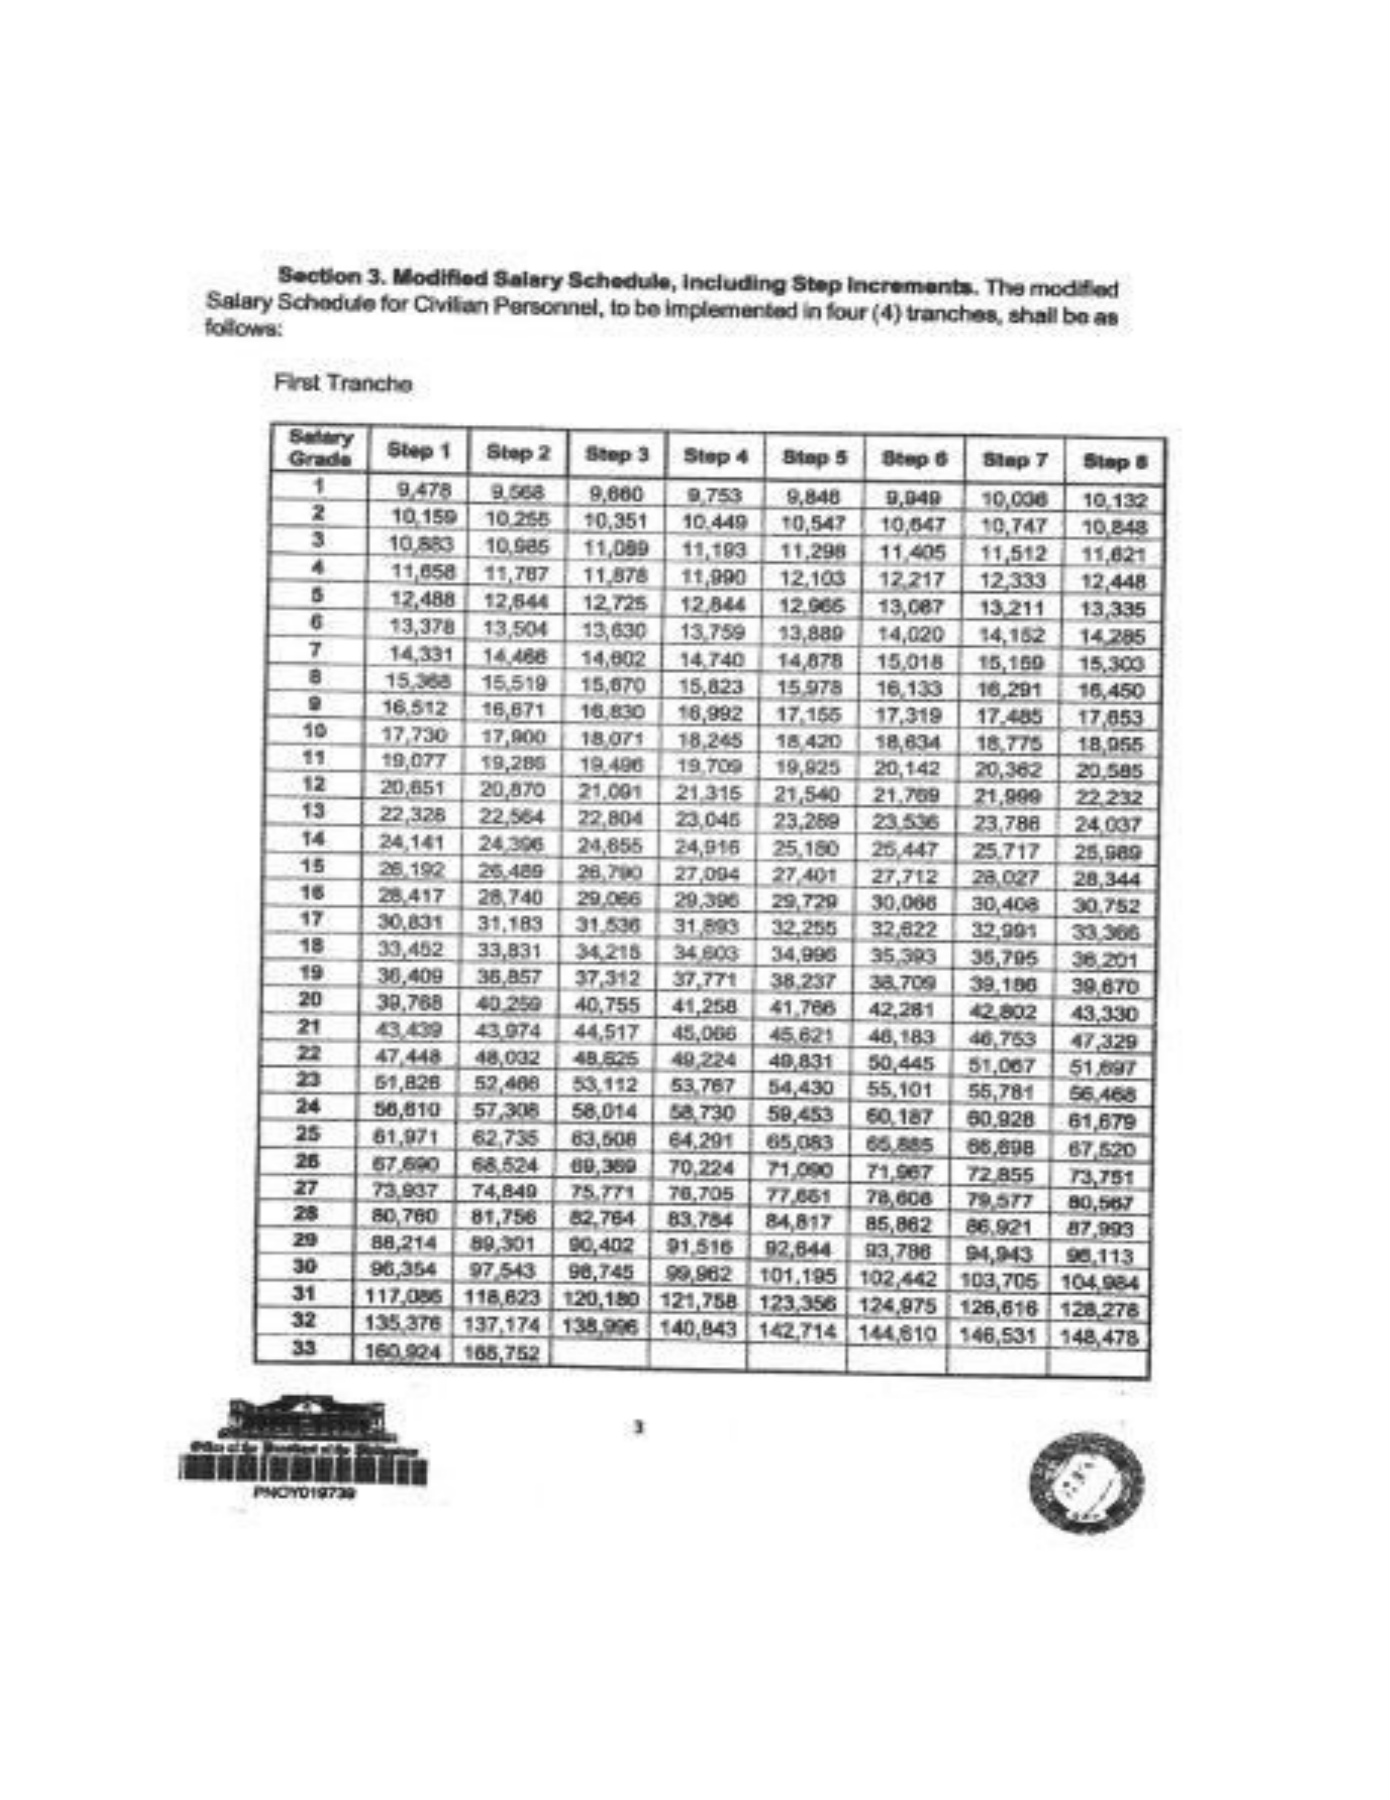 Section 3. Modified Salary Schedule, Including Step Increments. The modified
Salary Schedule for Civilian Personnel, to be implemented in four (4) tranches, shall be as
follows:
First Tranche
Salary Grade Step 1 Step 2 Step 3 Step 4 Step 5 Step 6 Step 7 Step 8
1 9,478 9,568 9,660 9,753 9,846 9,949 10,036 10,132
2 10,159 10,255 10,351 10,449 10,547 10,647 10,747 10,848
3 10,883 10,985 11,089 11,193 11,298 11,405 11,512 11,621
4 11,658 11,767 11,878 11,990 12,103 12,217 12,333 12,448
5 12,488 12,644 12,725 12,844 12,965 13,087 13,211 13,335
6 13,378 13,504 13,630 13,759 13,889 14,020 14,152 14,285
7 14,331 14,466 14,602 14,740 14,878 15,018 15,159 15,303
8 15,368 15,519 15,670 15,823 15,978 16,133 16,291 16,450
9 16,512 16,671 16,830 16,992 17,155 17,319 17,485 17,653
10 17,730 17,900 18,071 18,245 18,420 18,634 18,775 18,955
11 19,077 19,286 19,496 19,709 19,925 20,142 20,362 20,585
12 20,651 20,870 21,091 21,315 21,540 21,769 21,999 22,232
13 22,328 22,564 22,804 23,045 23,289 23,536 23,786 24,037
14 24,141 24,396 24,655 24,916 25,180 25,447 25,717 25,989
15 26,192 26,489 26,790 27,094 27,401 27,712 28,027 28,344
16 28,417 28,740 29,066 29,396 29,729 30,066 30,408 30,752
17 30,831 31,183 31,536 31,893 32,255 32,622 32,991 33,366
18 33,452 33,831 34,215 34,603 34,996 35,393 35,795 36,201
19 36,409 36,857 37,312 37,771 38,237 38,709 39,186 39,670
20 39,768 40,259 40,755 41,258 41,766 42,281 42,802 43,330
21 43,439 43,974 44,517 45,066 45,621 46,183 46,753 47,329
22 47,448 48,032 48,625 49,224 49,831 50,445 51,067 51,697
23 51,826 52,466 53,112 53,767 54,430 55,101 55,781 56,468
24 56,610 57,308 58,014 58,730 59,453 60,187 60,928 61,679
25 61,971 62,735 63,508 64,291 65,083 65,885 66,698 67,520
26 67,690 68,524 69,369 70,224 71,090 71,967 72,855 73,751
27 73,937 74,849 75,771 76,705 77,651 78,608 79,577 80,567
28 80,760 81,756 82,764 83,784 84,817 85,862 86,921 87,993
29 88,214 89,301 90,402 91,516 92,644 93,786 94,943 96,113
30 96,354 97,543 98,745 99,962 101,195 102,442 103,705 104,984
31 117,086 118,623 120,180 121,758 123,356 124,975 126,616 128,278
32 135,376 137,174 138,996 140,843 142,714 144,610 146,531 148,478
33 160,924 165,752
3
Office of the President of the Philippines
PNOY019739